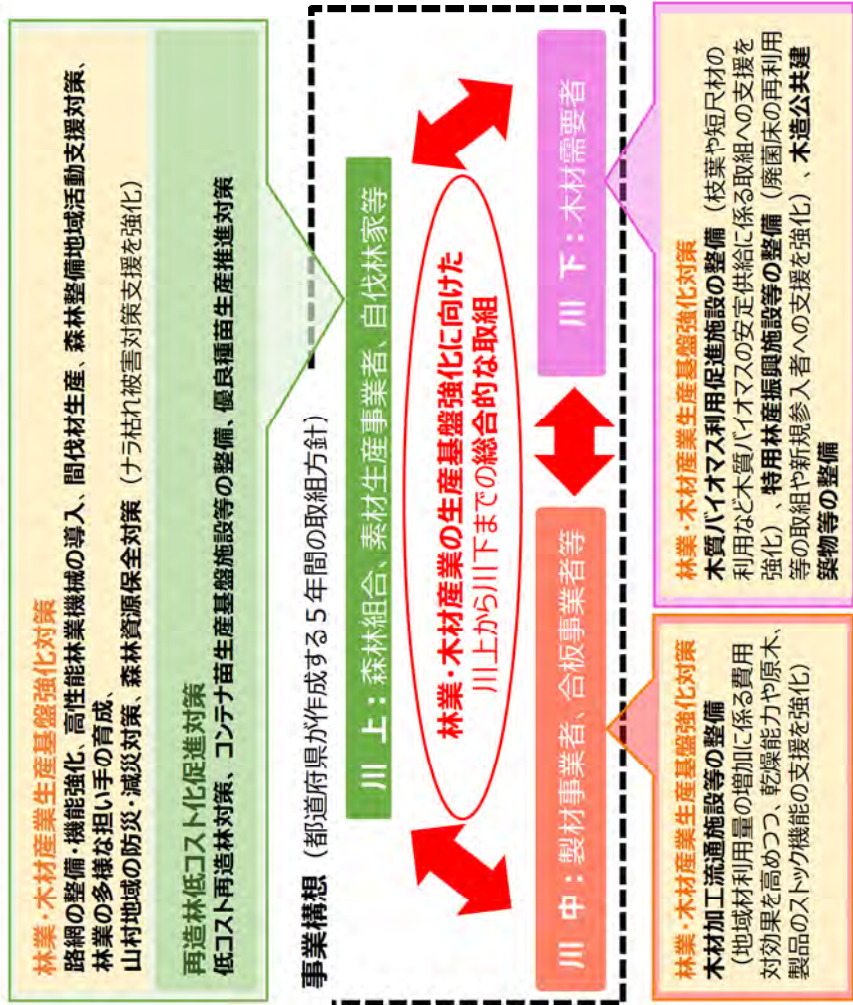 林業・木材産業生産基盤強化対策
路網の整備・機能強化、高性能林業機械の導入、間伐材生産、森林整備地域活動支援対策、
林業の多様な担い手の育成、
山村地域の防災・減災対策、森林資源保全対策（ナラ枯れ被害対策支援を強化）
再造林低コスト化促進対策
低コスト再造林対策、コンテナ苗生産基盤施設等の整備、優良種苗生産推進対策
事業構想（都道府県が作成する５年間の取組方針）
川 上：森林組合、素材生産事業者、自伐林家等
林業・木材産業の生産基盤強化に向けた
川上から川下までの総合的な取組
川 中：製材事業者、合板事業者等
川 下：木材需要者
林業・木材産業生産基盤強化対策
木材加工流通施設等の整備
（地域材利用量の増加に係る費用
対効果を高めつつ、乾燥能力や原木、
製品のストック機能の支援を強化）
林業・木材産業生産基盤強化対策
木質バイオマス利用促進施設の整備（枝葉や短尺材の
利用など木質バイオマスの安定供給に係る取組への支援を
強化）、特用林産振興施設等の整備（廃菌床の再利用
等の取組や新規参入者への支援を強化）、木造公共建
築物等の整備